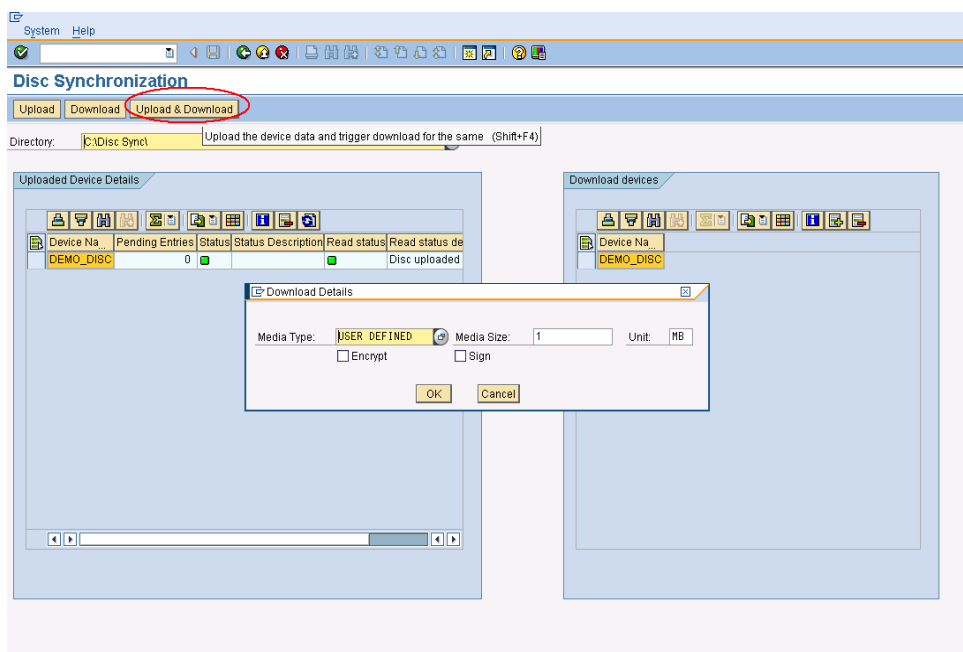 System Help
Disc Synchronization
Upload Download Upload & Download
Upload the device data and trigger download for the same (Shift+F4)
Directory: C:\Disc Sync\
Uploaded Device Details
Download devices
Device Na... Pending Entries Status Status Description Read status Read status de
DEMO_DISC 0 Disc uploaded
Device Na...
DEMO_DISC
Download Details
Media Type: USER DEFINED Media Size: 1 Unit: MB
Encrypt Sign
OK Cancel